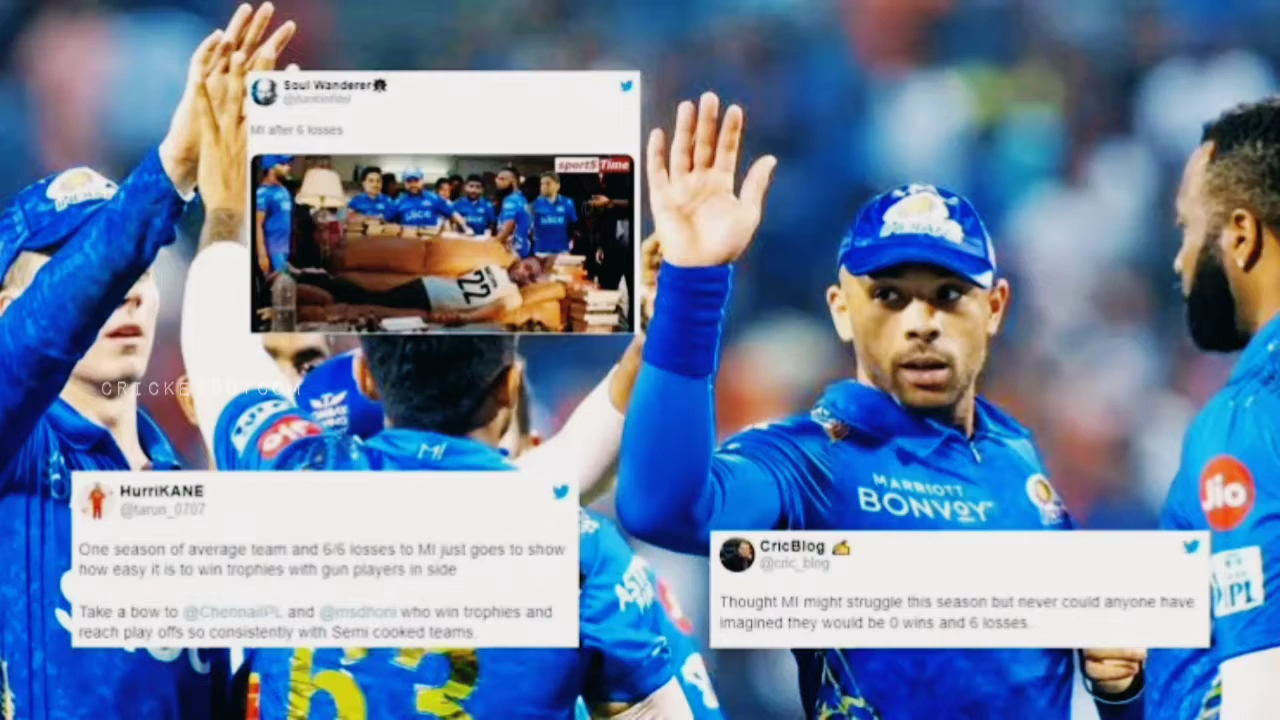 Soul Wanderer
MI after 6 losses
sports Time
22
CRICKETDOTCOM
MI
HurriKANE
@tarun_0707
One season of average team and 6/6 losses to MI just goes to show
how easy it is to win trophies with gun players in side
Take a bow to @ChennaiIPL and @msdhoni who win trophies and
reach play offs so consistently with Semi cooked teams.
63
MARRIOTT
BONVOY
Jio
IPL
CricBlog
@cric_blog
Thought MI might struggle this season but never could anyone have
imagined they would be 0 wins and 6 losses.